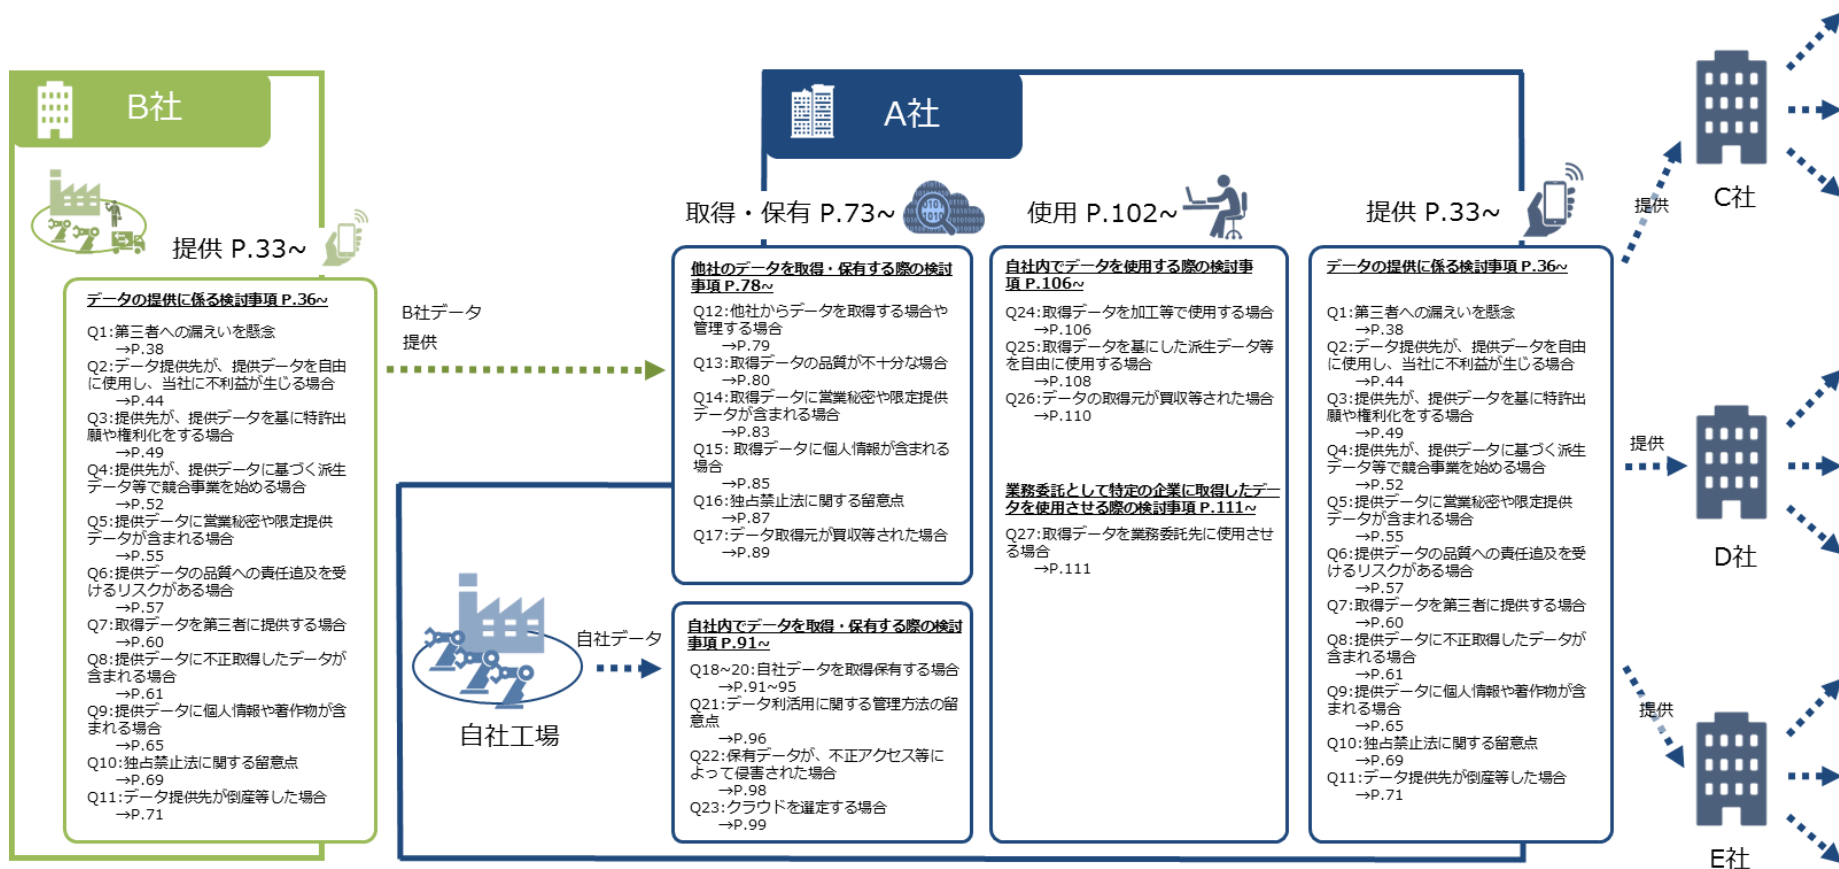 B社
提供 P.33~
データの提供に係る検討事項 P.36~
Q1:第三者への漏えいを懸念
→P.38
Q2:データ提供先が、提供データを自由
に使用し、当社に不利益が生じる場合
→P.44
Q3:提供先が、提供データを基に特許出
願や権利化をする場合
→P.49
Q4:提供先が、提供データに基づく派生
データ等で競合事業を始める場合
→P.52
Q5:提供データに営業秘密や限定提供
データが含まれる場合
→P.55
Q6:提供データの品質への責任追及を受
けるリスクがある場合
→P.57
Q7:取得データを第三者に提供する場合
→P.60
Q8:提供データに不正取得したデータが
含まれる場合
→P.61
Q9:提供データに個人情報や著作物が含
まれる場合
→P.65
Q10:独占禁止法に関する留意点
→P.69
Q11:データ提供先が倒産等した場合
→P.71
B社データ
提供
A社
取得・保有 P.73~
他社のデータを取得・保有する際の検討
事項 P.78~
Q12:他社からデータを取得する場合や
管理する場合
→P.79
Q13:取得データの品質が不十分な場合
→P.80
Q14:取得データに営業秘密や限定提供
データが含まれる場合
→P.83
Q15: 取得データに個人情報が含まれる
場合
→P.85
Q16:独占禁止法に関する留意点
→P.87
Q17:データ取得元が買収等された場合
→P.89
自社工場
自社データ
自社内でデータを取得・保有する際の検討
事項 P.91~
Q18~20:自社データを取得保有する場合
→P.91~95
Q21:データ利活用に関する管理方法の留
意点
→P.96
Q22:保有データが、不正アクセス等に
よって侵害された場合
→P.98
Q23:クラウドを選定する場合
→P.99
使用 P.102~
自社内でデータを使用する際の検討事
項 P.106~
Q24:取得データを加工等で使用する場合
→P.106
Q25:取得データを基にした派生データ等
を自由に使用する場合
→P.108
Q26:データの取得元が買収等された場合
→P.110
業務委託として特定の企業に取得したデー
タを使用させる際の検討事項 P.111~
Q27:取得データを業務委託先に使用させ
る場合
→P.111
提供 P.33~
データの提供に係る検討事項 P.36~
Q1:第三者への漏えいを懸念
→P.38
Q2:データ提供先が、提供データを自由
に使用し、当社に不利益が生じる場合
→P.44
Q3:提供先が、提供データを基に特許出
願や権利化をする場合
→P.49
Q4:提供先が、提供データに基づく派生
データ等で競合事業を始める場合
→P.52
Q5:提供データに営業秘密や限定提供
データが含まれる場合
→P.55
Q6:提供データの品質への責任追及を受
けるリスクがある場合
→P.57
Q7:取得データを第三者に提供する場合
→P.60
Q8:提供データに不正取得したデータが
含まれる場合
→P.61
Q9:提供データに個人情報や著作物が含
まれる場合
→P.65
Q10:独占禁止法に関する留意点
→P.69
Q11:データ提供先が倒産等した場合
→P.71
提供
C社
提供
D社
提供
E社